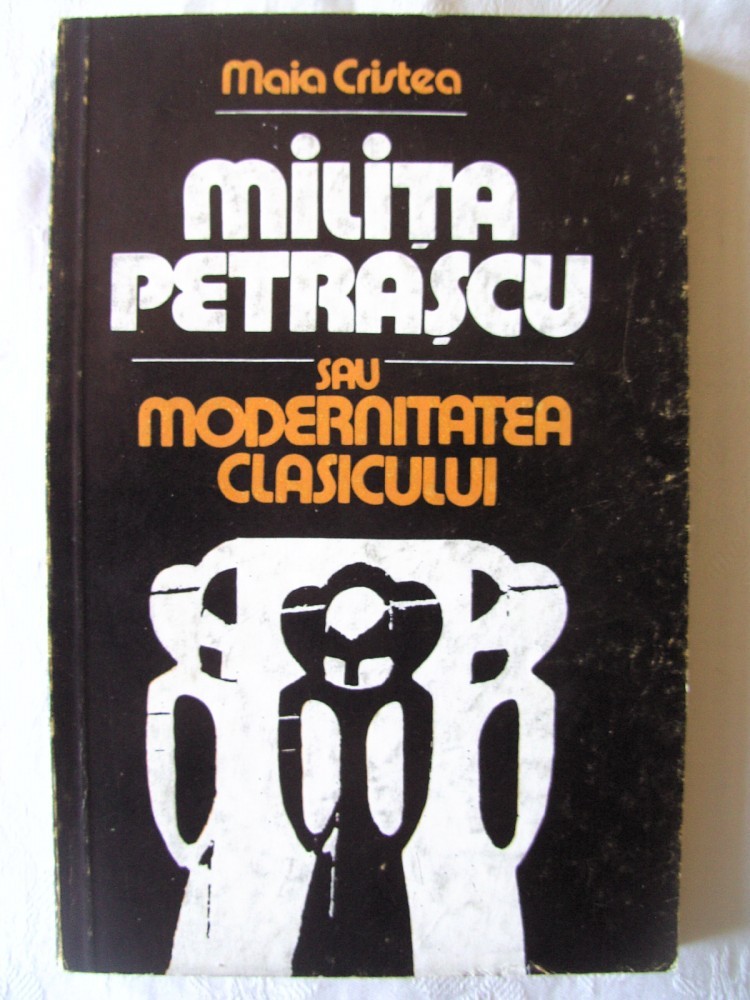 Maia Cristea
MILIȚA
PETRAȘCU
SAU
MODERNITATEA
CLASICULUI